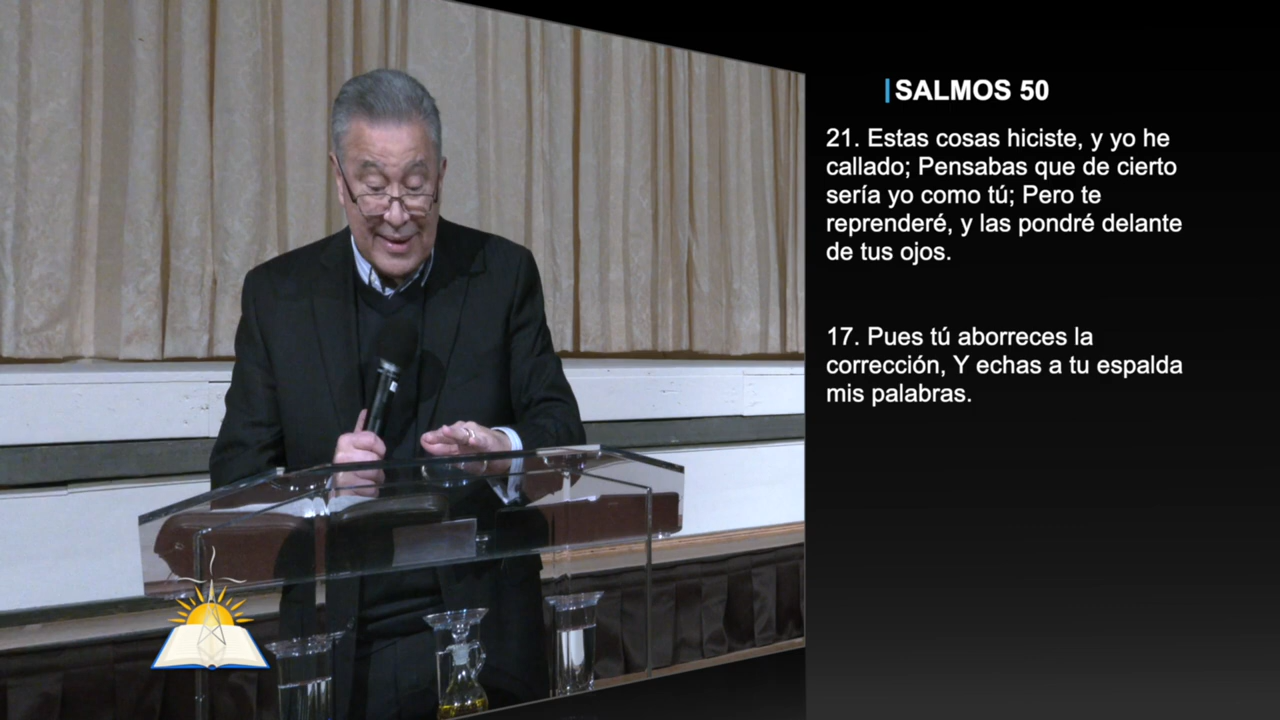 SALMOS 50
21. Estas cosas hiciste, y yo he
callado; Pensabas que de cierto
sería yo como tú; Pero te
reprenderé, y las pondré delante
de tus ojos.
17. Pues tú aborreces la
corrección, Y echas a tu espalda
mis palabras.